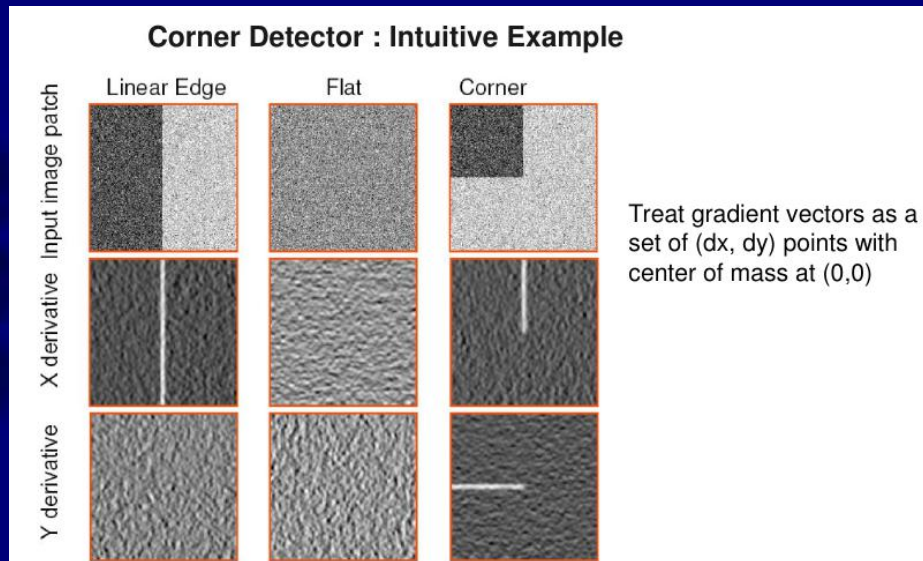 Corner Detector : Intuitive Example
Linear Edge
Flat
Corner
Input image patch
X derivative
Y derivative
Treat gradient vectors as a
set of (dx, dy) points with
center of mass at (0,0)